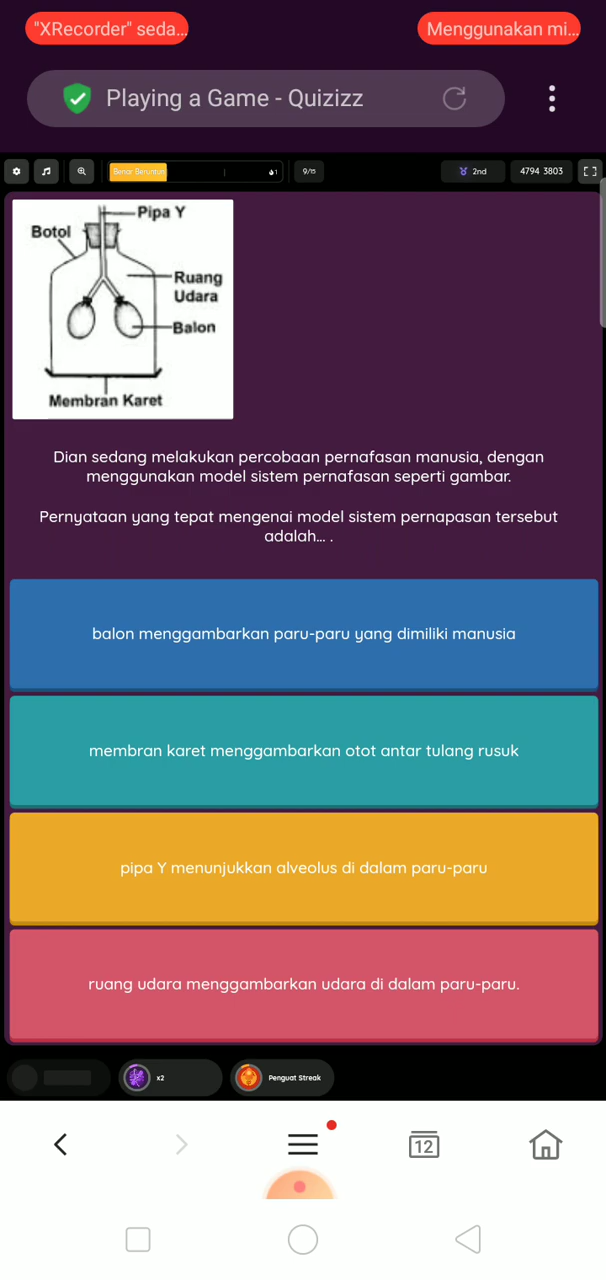 "XRecorder" seda...
Menggunakan mi...
Playing a Game - Quizizz
Benar Beruntun
1
9/15
2nd
4794 3803
Pipa Y
Botol
Ruang
Udara
Balon
Membran Karet
Dian sedang melakukan percobaan pernafasan manusia, dengan
menggunakan model sistem pernafasan seperti gambar.
Pernyataan yang tepat mengenai model sistem pernapasan tersebut
adalah... .
balon menggambarkan paru-paru yang dimiliki manusia
membran karet menggambarkan otot antar tulang rusuk
pipa Y menunjukkan alveolus di dalam paru-paru
ruang udara menggambarkan udara di dalam paru-paru.
x2
Penguat Streak
12